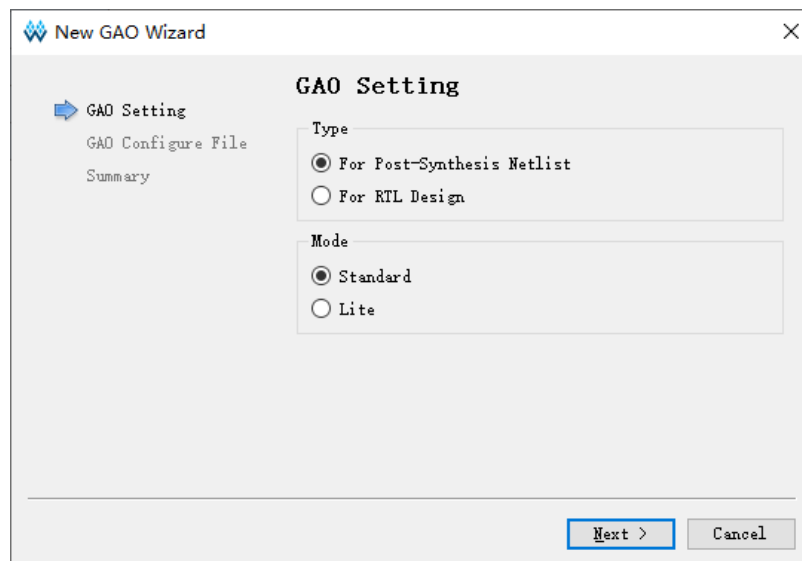 New GAO Wizard
GAO Setting
GAO Configure File
Summary
GAO Setting
Type
For Post-Synthesis Netlist
For RTL Design
Mode
Standard
Lite
Next >
Cancel